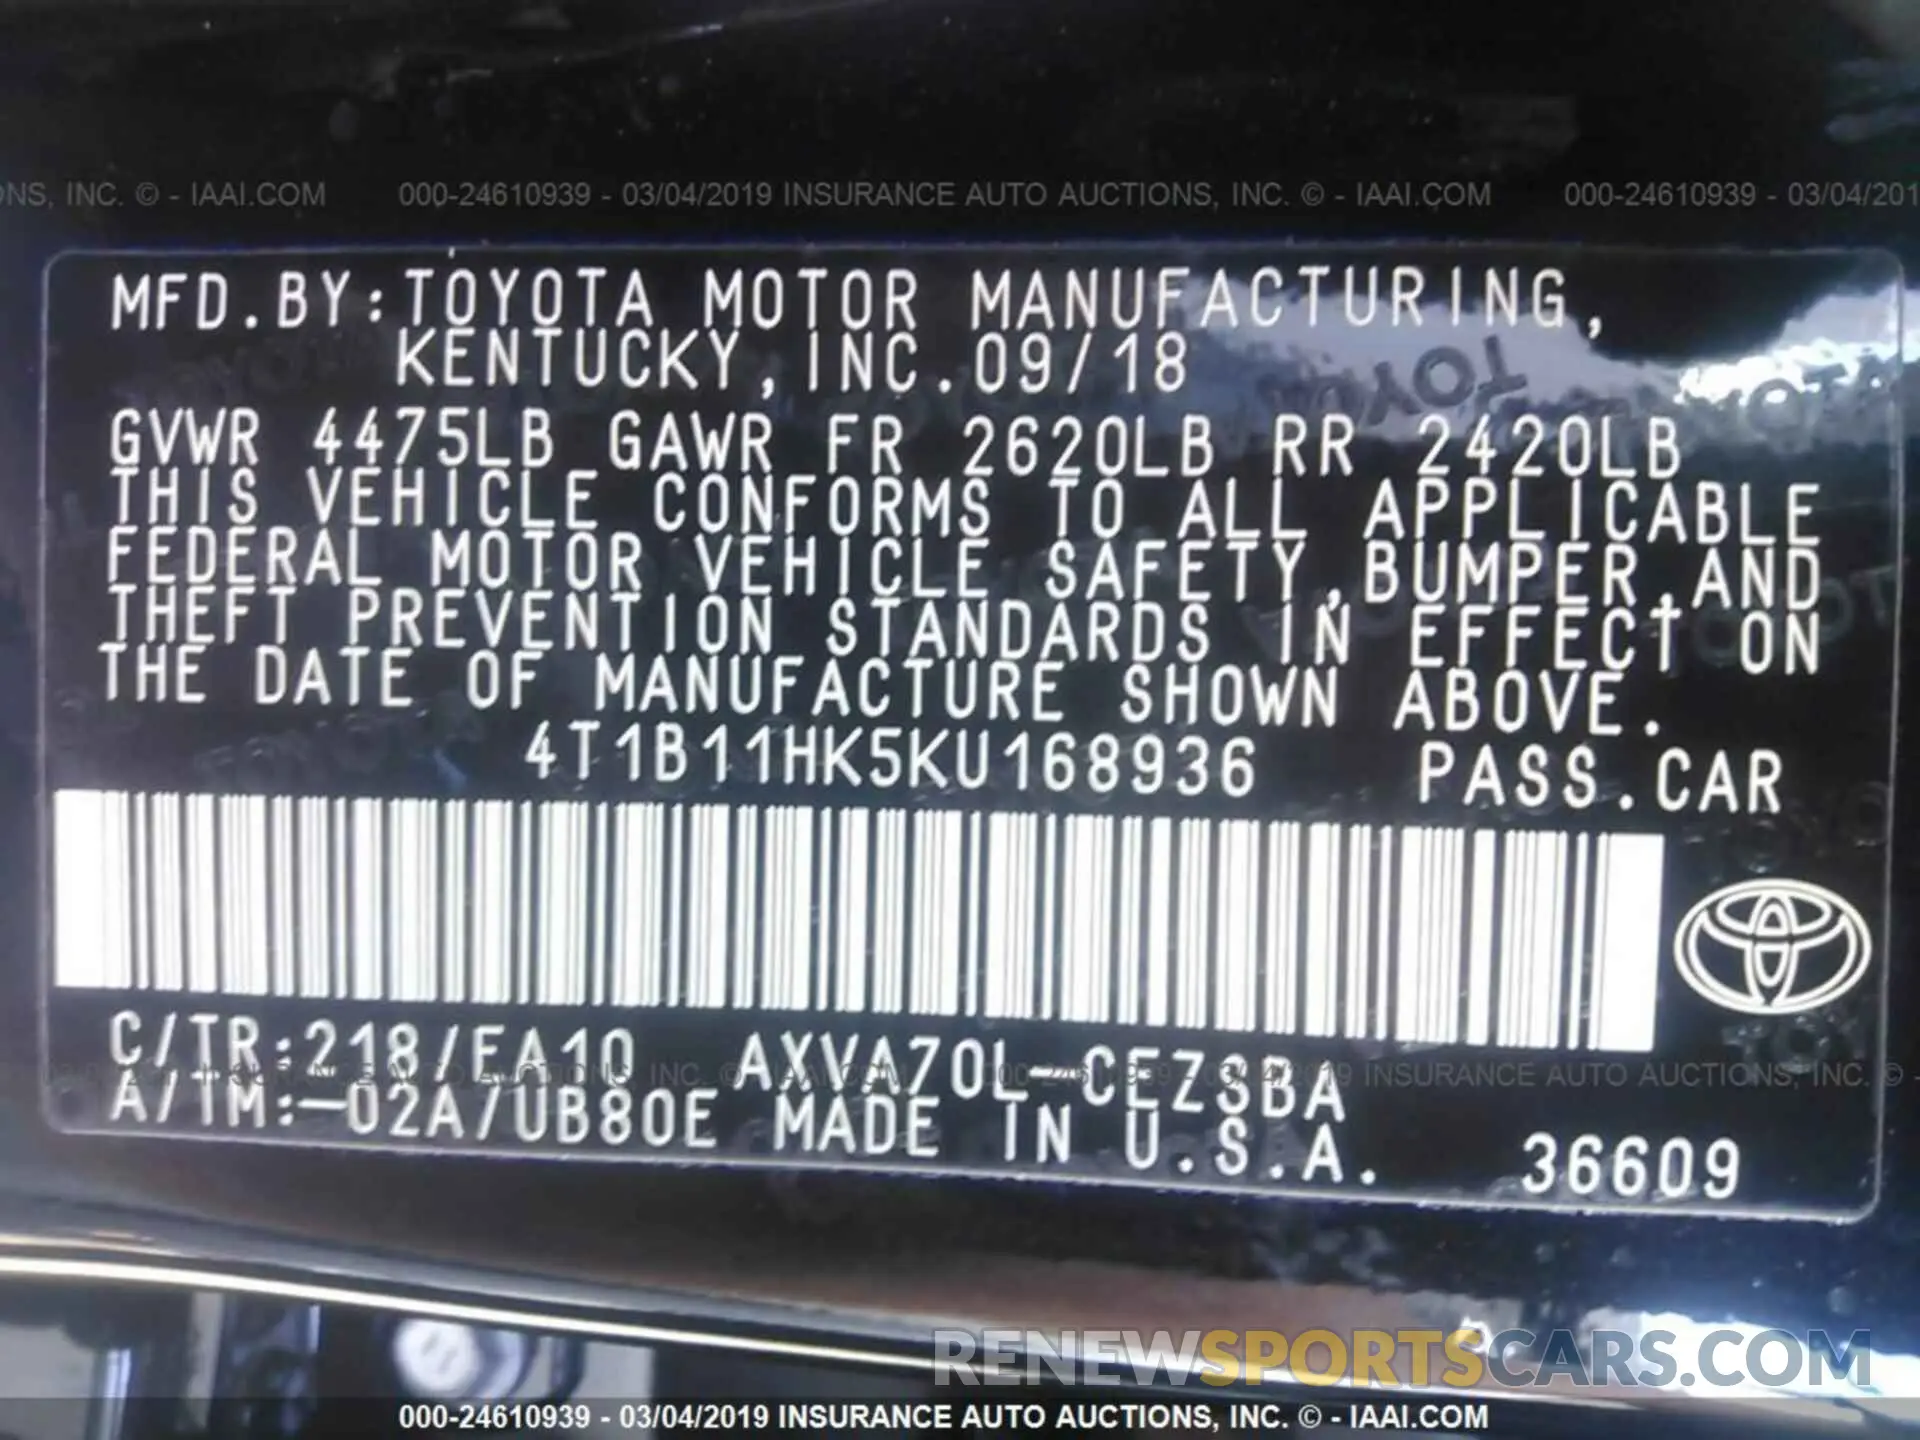 ONS, INC. © - IAAI.COM 000-24610939 - 03/04/2019 INSURANCE AUTO AUCTIONS, INC. © - IAAI.COM 000-24610939 - 03/04/201
MFD.BY:TOYOTA MOTOR MANUFACTURING,
KENTUCKY,INC.09/18
GVWR 4475LB GAWR FR 2620LB RR 2420LB
THIS VEHICLE CONFORMS TO ALL APPLICABLE
FEDERAL MOTOR VEHICLE SAFETY,BUMPER,AND
THEFT PREVENTION STANDARDS IN EFFECT ON
THE DATE OF MANUFACTURE SHOWN ABOVE.
4T1B11HK5KU168936 PASS.CAR
C/TR:218/EA10 AXVA70L-CEZSBA
A/TM:-02A/UB80E MADE IN U.S.A. 36609
RENEWSPORTSCARS.COM
000-24610939 - 03/04/2019 INSURANCE AUTO AUCTIONS, INC. © - IAAI.COM